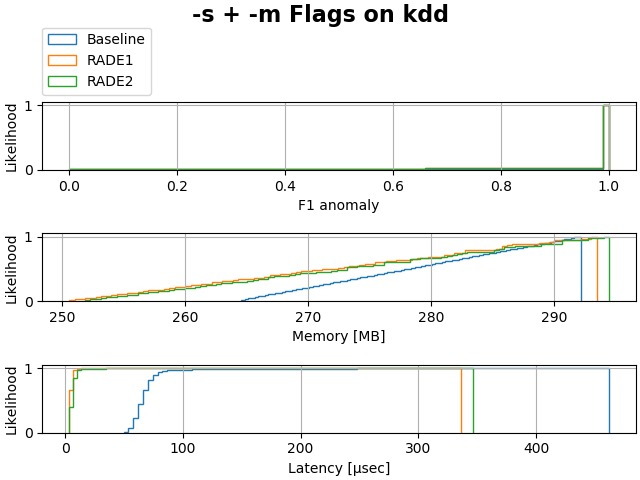 -s + -m Flags on kdd
Baseline
RADE1
RADE2
Likelihood
1
0
0.0 0.2 0.4 0.6 0.8 1.0
F1 anomaly
Likelihood
1
0
250 260 270 280 290
Memory [MB]
Likelihood
1
0
0 100 200 300 400
Latency [µsec]